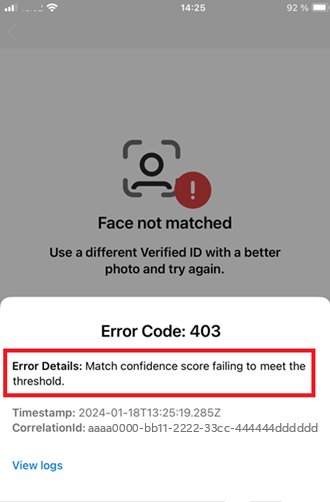 14:25
92 %
Face not matched
Use a different Verified ID with a better
photo and try again.
Error Code: 403
Error Details: Match confidence score failing to meet the
threshold.
Timestamp: 2024-01-18T13:25:19.285Z
CorrelationId: aaaa0000-bb11-2222-33cc-444444dddddd
View logs